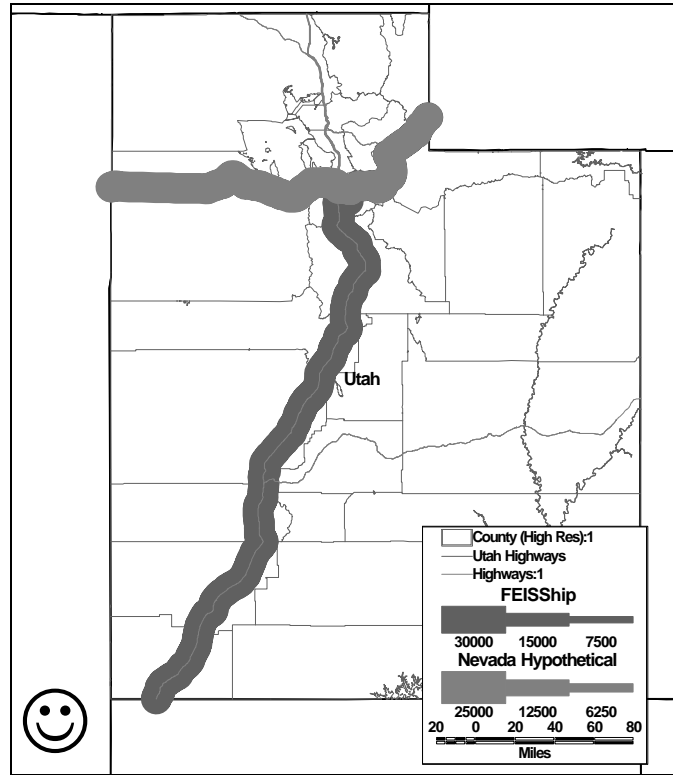 Utah
County (High Res):1
Utah Highways
Highways:1
FEISShip
30000 15000 7500
Nevada Hypothetical
25000 12500 6250
20 0 20 40 60 80
Miles